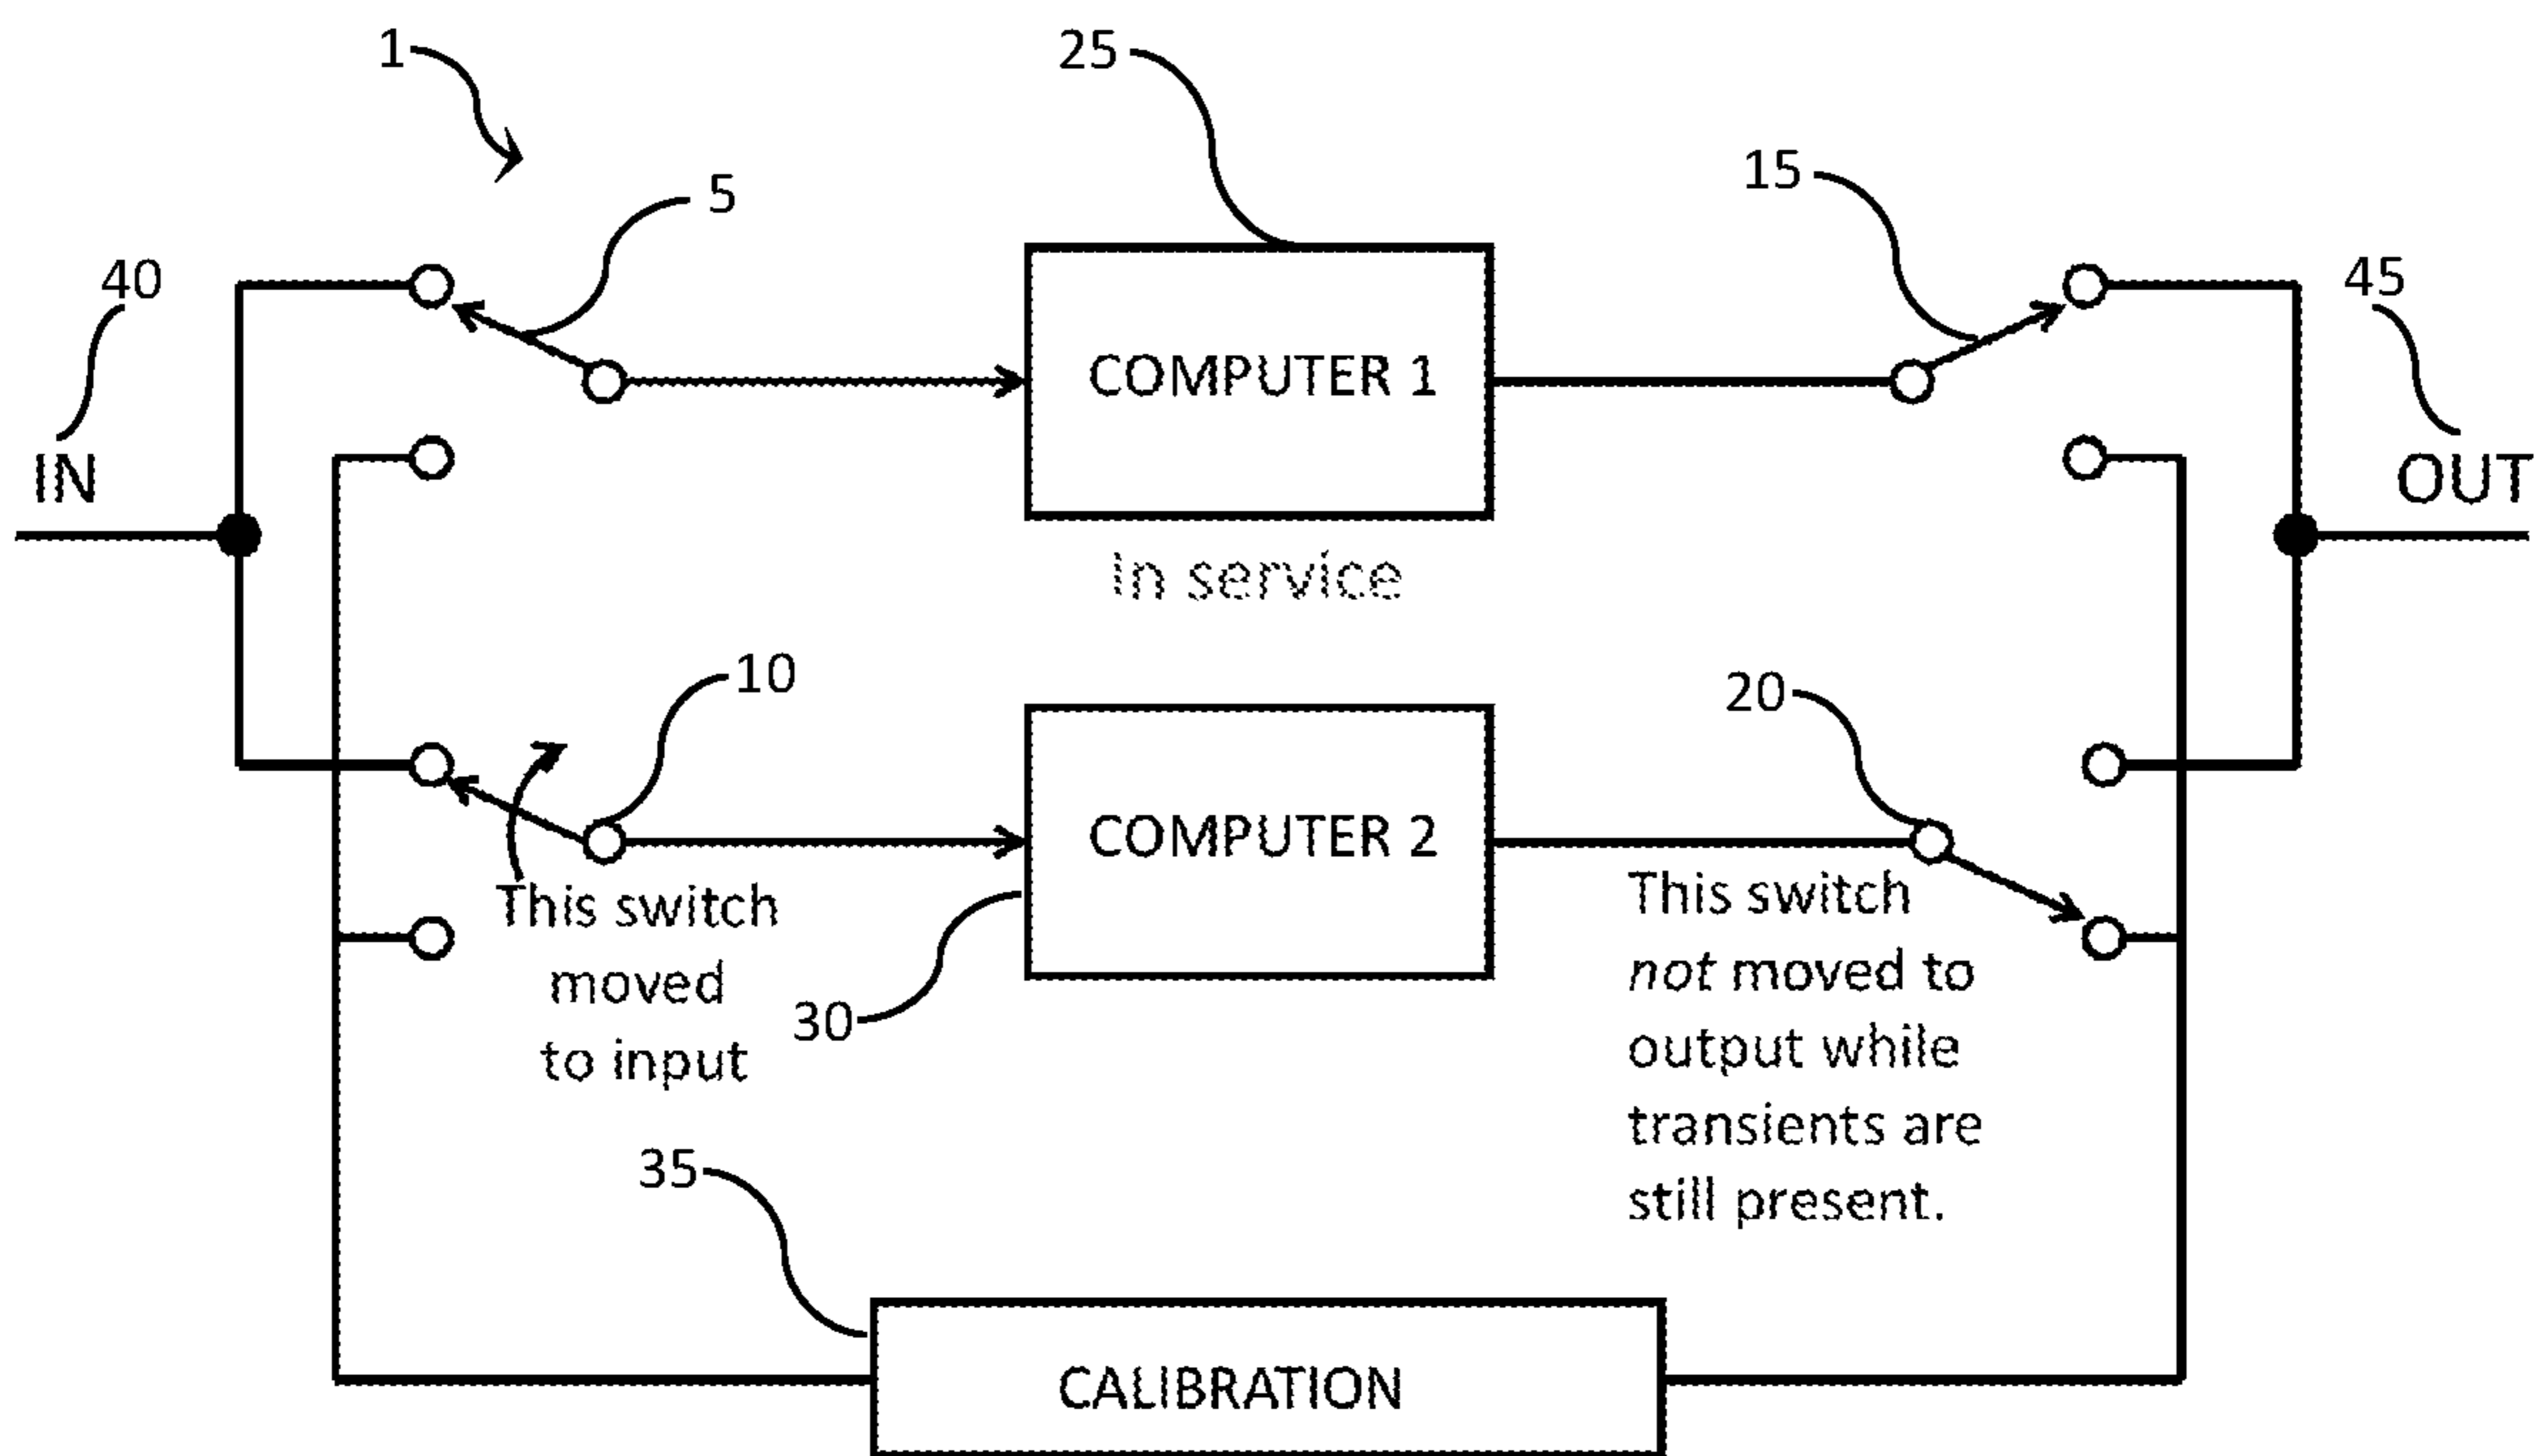 1
25
15
5
40
45
COMPUTER 1
IN
OUT
In service
10
20
COMPUTER 2
This switch
moved
to input
30
This switch
not moved to
output while
transients are
still present.
35
CALIBRATION